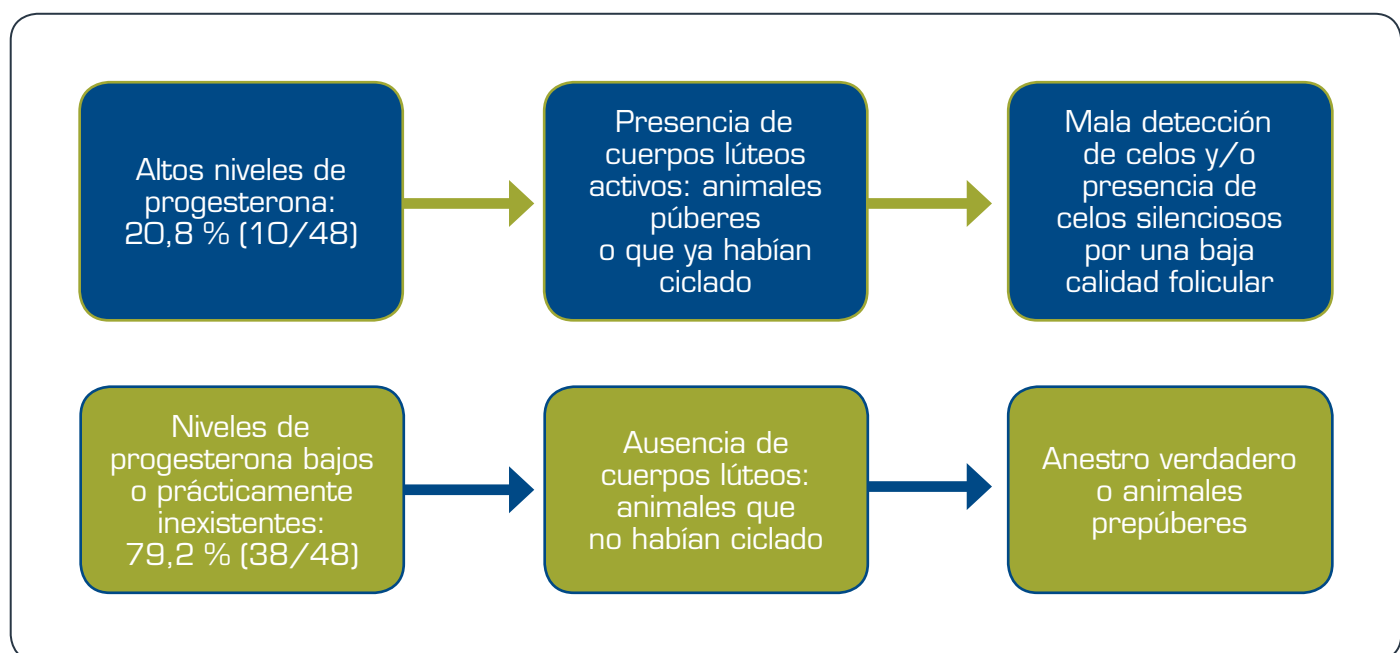 Altos niveles de
progesterona:
20,8 % (10/48)
Presencia de
cuerpos lúteos
activos: animales
púberes
o que ya habían
ciclado
Mala detección
de celos y/o
presencia de
celos silenciosos
por una baja
calidad folicular
Niveles de
progesterona bajos
o prácticamente
inexistentes:
79,2 % (38/48)
Ausencia de
cuerpos lúteos:
animales que
no habían ciclado
Anestro verdadero
o animales
prepúberes